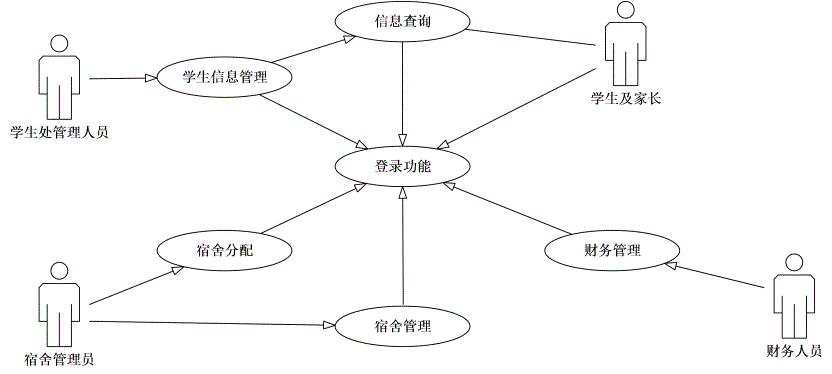 信息查询
学生信息管理
学生及家长
学生处管理人员
登录功能
宿舍分配
财务管理
宿舍管理
宿舍管理员
财务人员